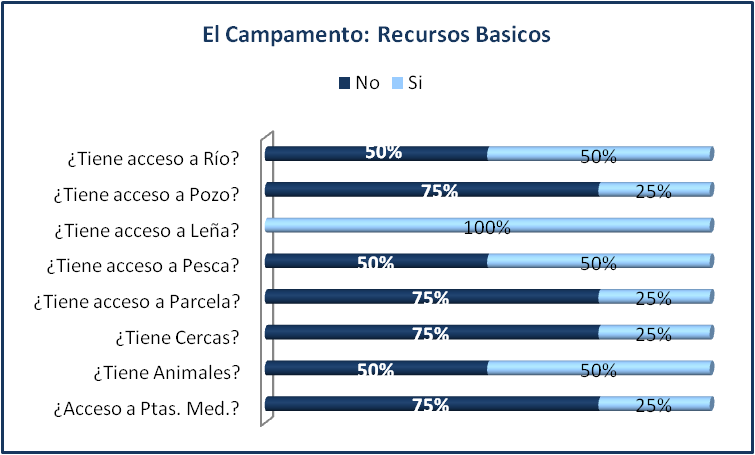 El Campamento: Recursos Basicos
No Si
¿Tiene acceso a Río? 50% 50%
¿Tiene acceso a Pozo? 75% 25%
¿Tiene acceso a Leña? 100%
¿Tiene acceso a Pesca? 50% 50%
¿Tiene acceso a Parcela? 75% 25%
¿Tiene Cercas? 75% 25%
¿Tiene Animales? 50% 50%
¿Acceso a Ptas. Med.? 75% 25%